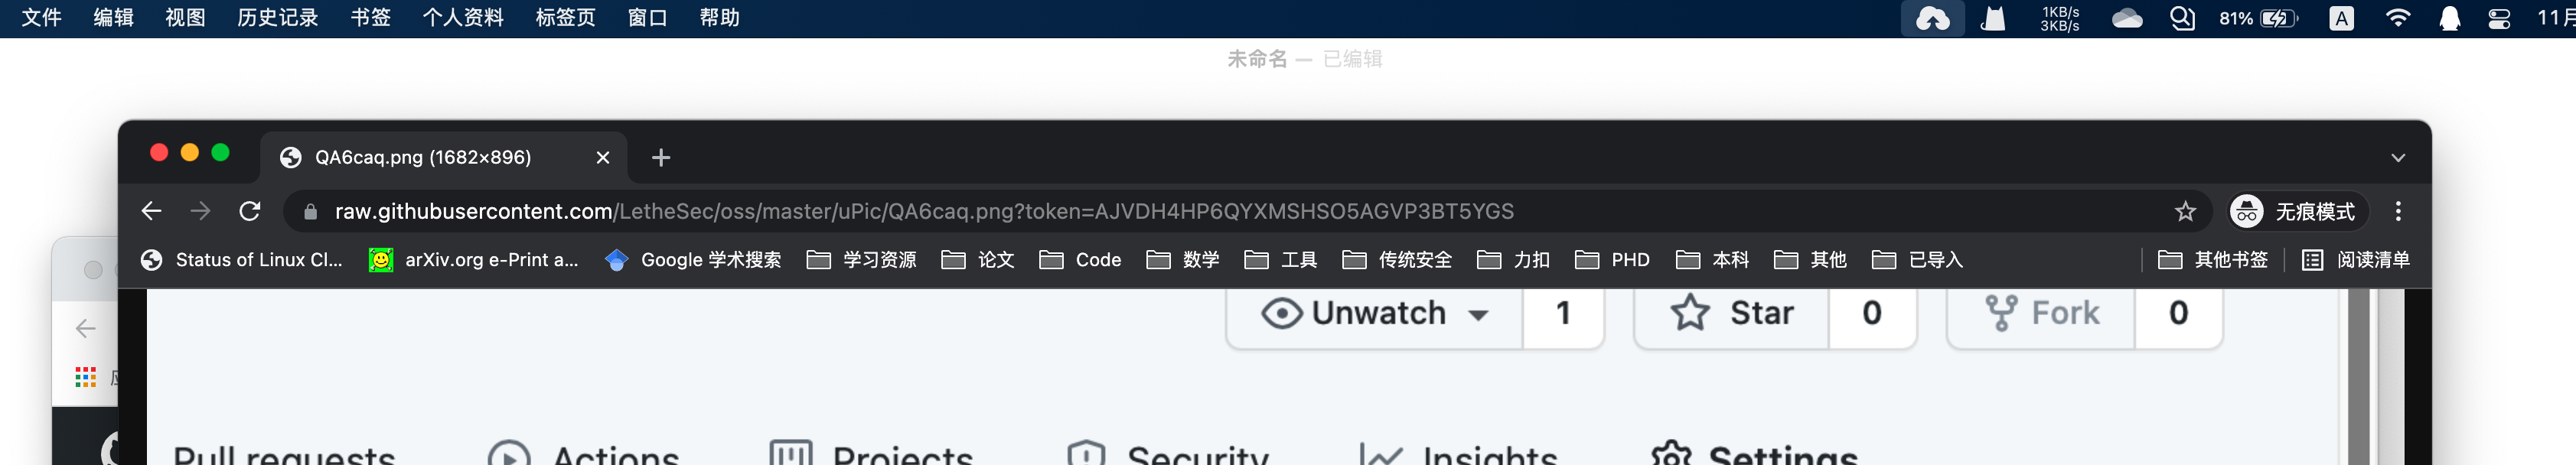 文件 编辑 视图 历史记录 书签 个人资料 标签页 窗口 帮助 1KB/s 3KB/s 81% A 11月
未命名 — 已编辑
QA6caq.png (1682×896)
raw.githubusercontent.com/LetheSec/oss/master/uPic/QA6caq.png?token=AJVDH4HP6QYXMSHSO5AGVP3BT5YGS 无痕模式
Status of Linux Cl... arXiv.org e-Print a... Google 学术搜索 学习资源 论文 Code 数学 工具 传统安全 力扣 PHD 本科 其他 已导入 其他书签 阅读清单
Unwatch 1 Star 0 Fork 0
Pull requests Actions Projects Security Insights Settings